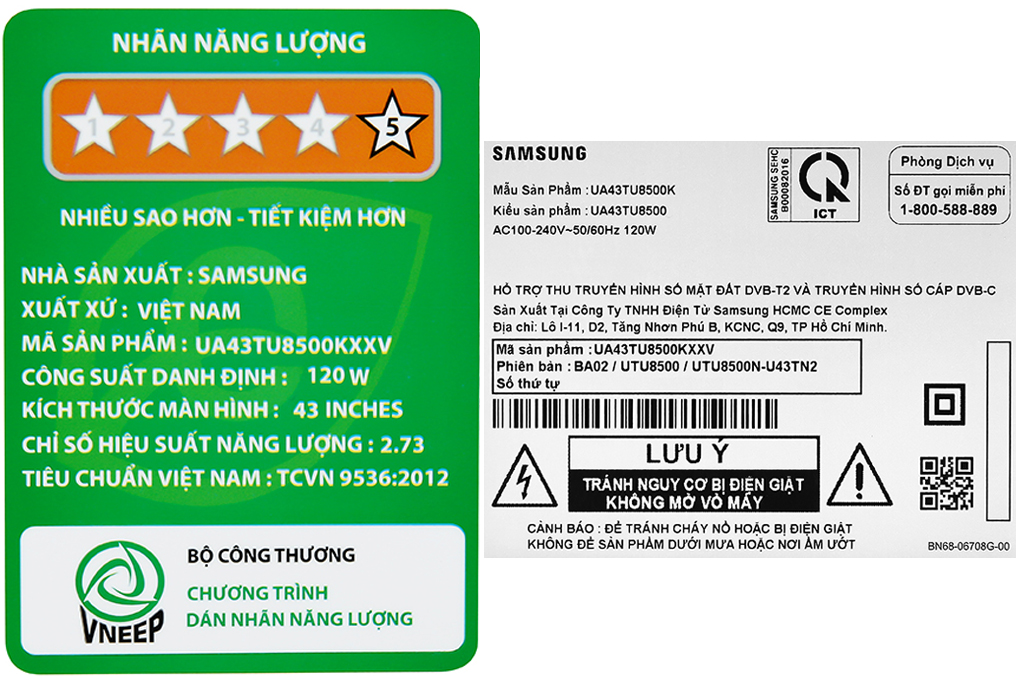 NHÃN NĂNG LƯỢNG
1 2 3 4 5
NHIỀU SAO HƠN - TIẾT KIỆM HƠN
NHÀ SẢN XUẤT : SAMSUNG
XUẤT XỨ : VIỆT NAM
MÃ SẢN PHẨM : UA43TU8500KXXV
CÔNG SUẤT DANH ĐỊNH : 120 W
KÍCH THƯỚC MÀN HÌNH : 43 INCHES
CHỈ SỐ HIỆU SUẤT NĂNG LƯỢNG : 2.73
TIÊU CHUẨN VIỆT NAM : TCVN 9536:2012
VNEEP
BỘ CÔNG THƯƠNG
CHƯƠNG TRÌNH
DÁN NHÃN NĂNG LƯỢNG
SAMSUNG
Mẫu Sản Phẩm : UA43TU8500K
Kiểu sản phẩm : UA43TU8500
AC100-240V~50/60Hz 120W
SAMSUNG SEHC
B00082016
ICT
Phòng Dịch vụ
Số ĐT gọi miễn phí
1-800-588-889
HỖ TRỢ THU TRUYỀN HÌNH SỐ MẶT ĐẤT DVB-T2 VÀ TRUYỀN HÌNH SỐ CÁP DVB-C
Sản Xuất Tại Công Ty TNHH Điện Tử Samsung HCMC CE Complex
Địa chỉ: Lô I-11, D2, Tăng Nhơn Phú B, KCNC, Q9, TP Hồ Chí Minh.
Mã sản phẩm : UA43TU8500KXXV
Phiên bản : BA02 / UTU8500 / UTU8500N-U43TN2
Số thứ tự
LƯU Ý
TRÁNH NGUY CƠ BỊ ĐIỆN GIẬT
KHÔNG MỞ VỎ MÁY
CẢNH BÁO : ĐỂ TRÁNH CHÁY NỔ HOẶC BỊ ĐIỆN GIẬT
KHÔNG ĐỂ SẢN PHẨM DƯỚI MƯA HOẶC NƠI ẨM ƯỚT
BN68-06708G-00